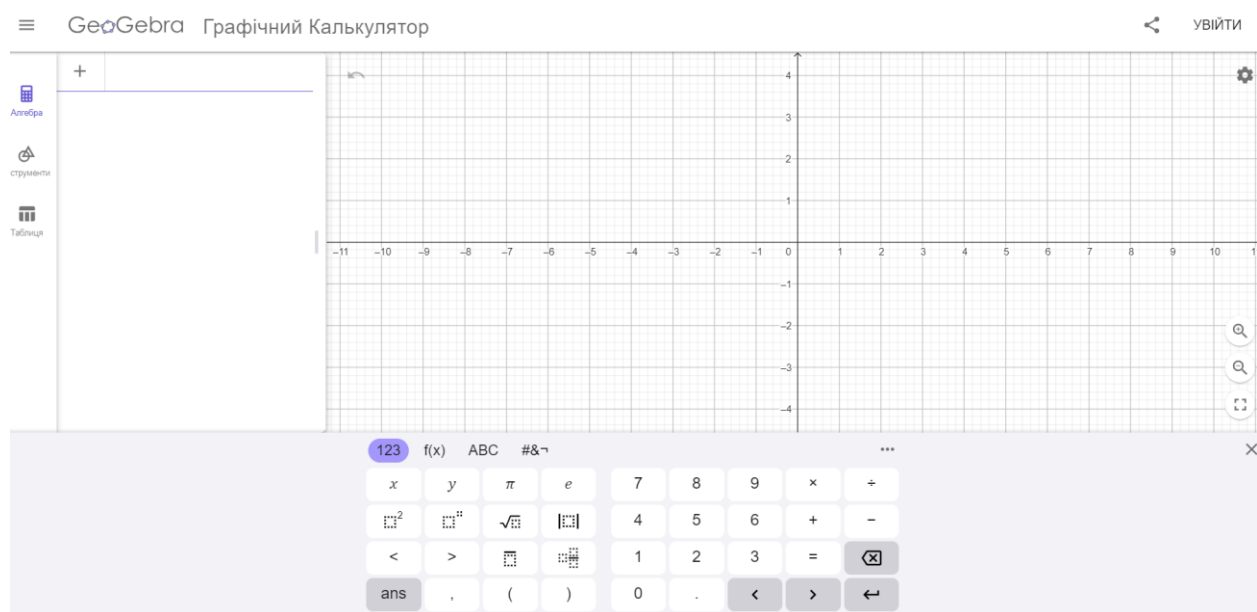 GeoGebra Графічний Калькулятор
УВІЙТИ
+
Алгебра
струменти
Таблиця
4
3
2
1
–11 –10 –9 –8 –7 –6 –5 –4 –3 –2 –1 0 1 2 3 4 5 6 7 8 9 10 1
–1
–2
–3
–4
123 f(x) ABC #&¬ •••
x y π e 7 8 9 × ÷
4 5 6 + −
< > 1 2 3 =
ans , ( ) 0 . < >